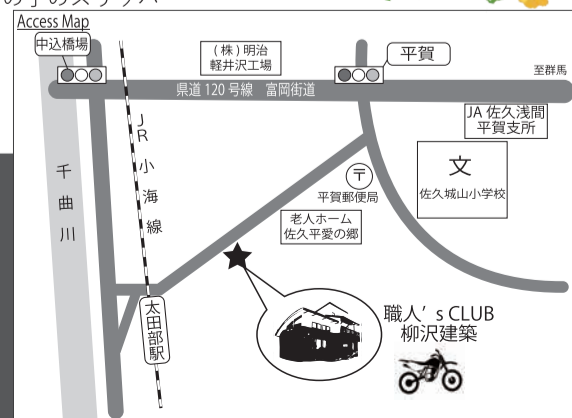 Access Map
中込橋場
(株)明治
軽井沢工場
平賀
至群馬
県道120号線 富岡街道
JA佐久浅間
平賀支所
JR小海線
千曲川
文
佐久城山小学校
〒
平賀郵便局
老人ホーム
佐久平愛の郷
太田部駅
職人's CLUB
柳沢建築